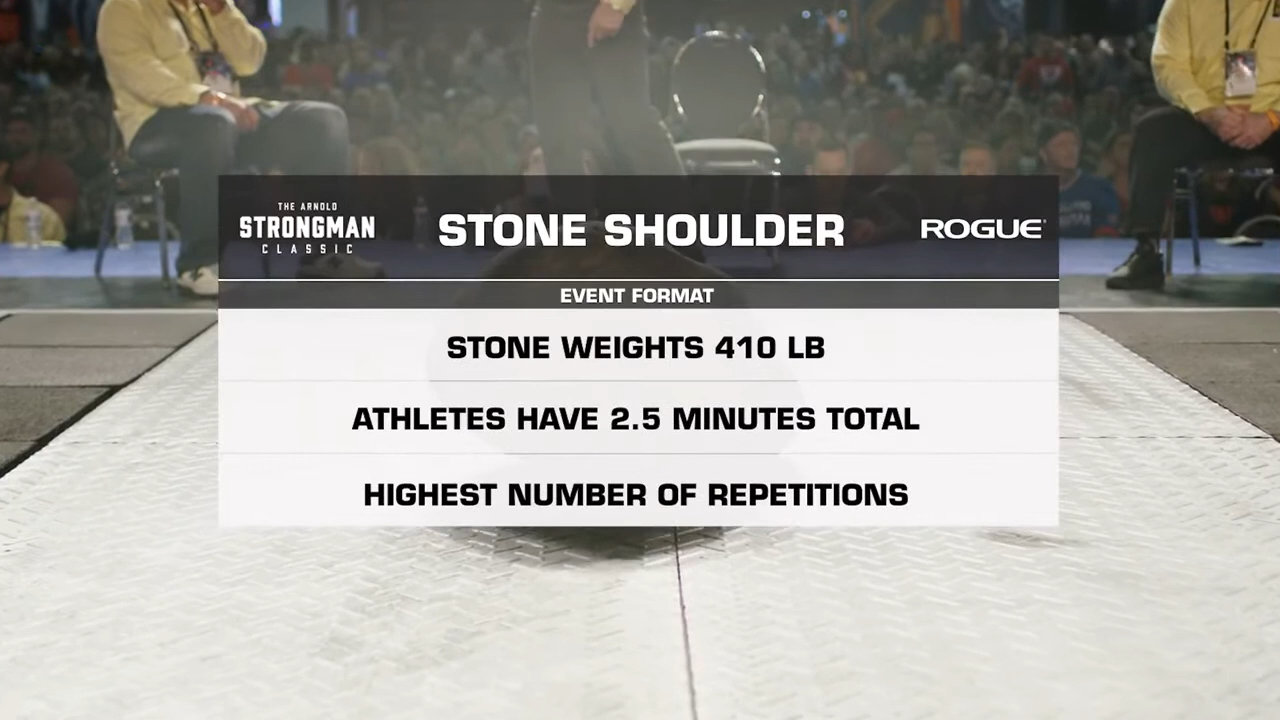 THE ARNOLD
STRONGMAN
CLASSIC
STONE SHOULDER
ROGUE
EVENT FORMAT
STONE WEIGHTS 410 LB
ATHLETES HAVE 2.5 MINUTES TOTAL
HIGHEST NUMBER OF REPETITIONS